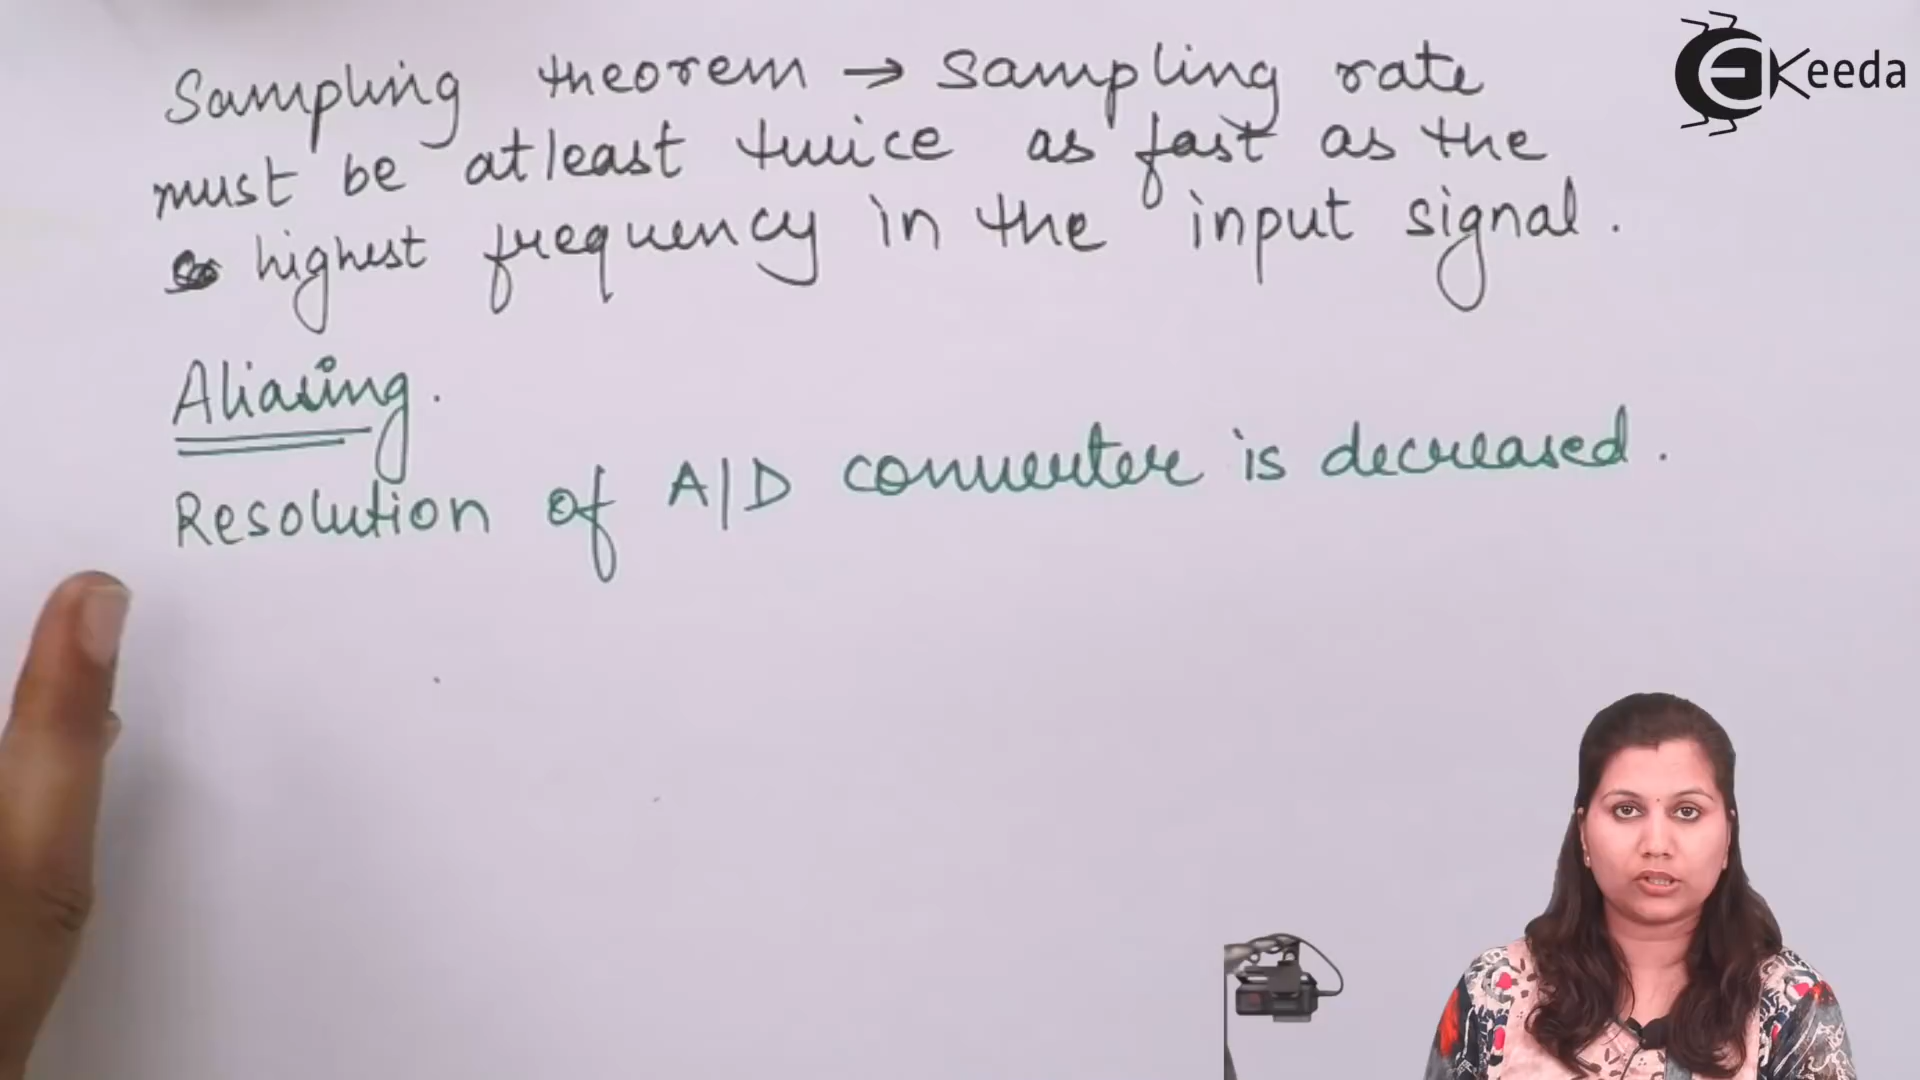 Sampling theorem → Sampling rate
must be atleast twice as fast as the
highest frequency in the input signal.
Aliasing.
Resolution of A/D converter is decreased.
EKeeda